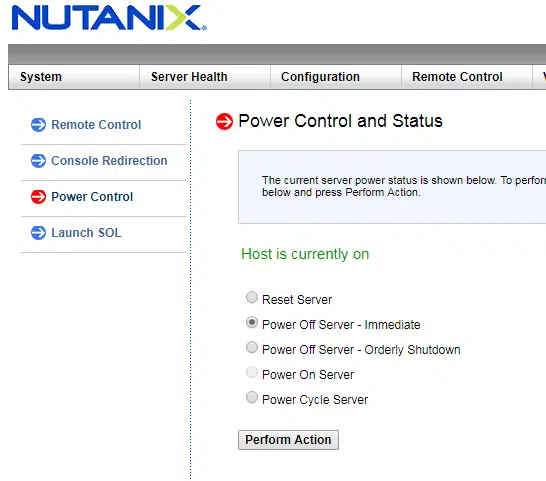 NUTANIX
System Server Health Configuration Remote Control
Remote Control
Console Redirection
Power Control
Launch SOL
Power Control and Status
The current server power status is shown below. To perfor
below and press Perform Action.
Host is currently on
Reset Server
Power Off Server - Immediate
Power Off Server - Orderly Shutdown
Power On Server
Power Cycle Server
Perform Action